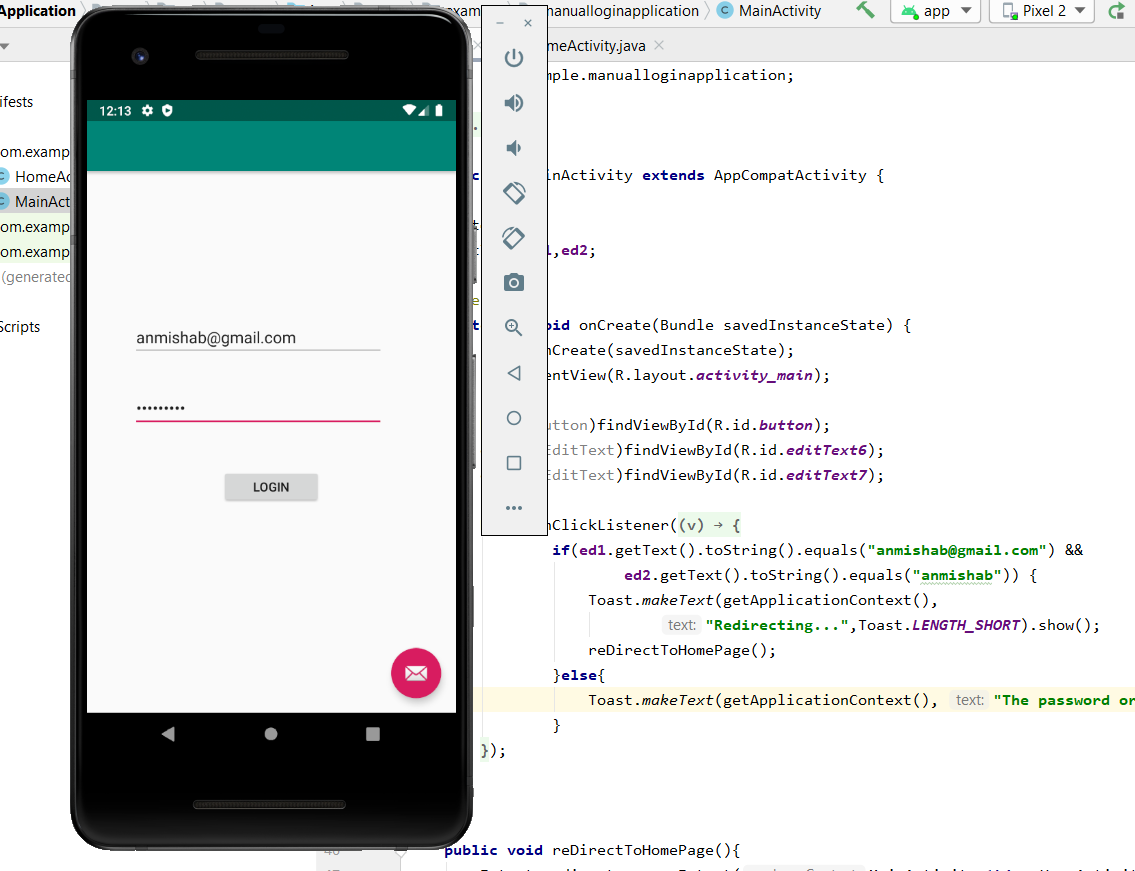 Application
manualloginapplication
MainActivity
app
Pixel 2
meActivity.java
mple.manualloginapplication;
12:13
ifests
om.examp
HomeAc
MainAct
om.examp
om.examp
(generated
Scripts
inActivity extends AppCompatActivity {
,ed2;
anmishab@gmail.com
•••••••••
LOGIN
oid onCreate(Bundle savedInstanceState) {
nCreate(savedInstanceState);
entView(R.layout.activity_main);
utton)findViewById(R.id.button);
EditText)findViewById(R.id.editText6);
EditText)findViewById(R.id.editText7);
nClickListener((v) → {
if(ed1.getText().toString().equals("anmishab@gmail.com") &&
ed2.getText().toString().equals("anmishab")) {
Toast.makeText(getApplicationContext(),
text: "Redirecting...",Toast.LENGTH_SHORT).show();
reDirectToHomePage();
}else{
Toast.makeText(getApplicationContext(), text: "The password or
}
});
public void reDirectToHomePage(){